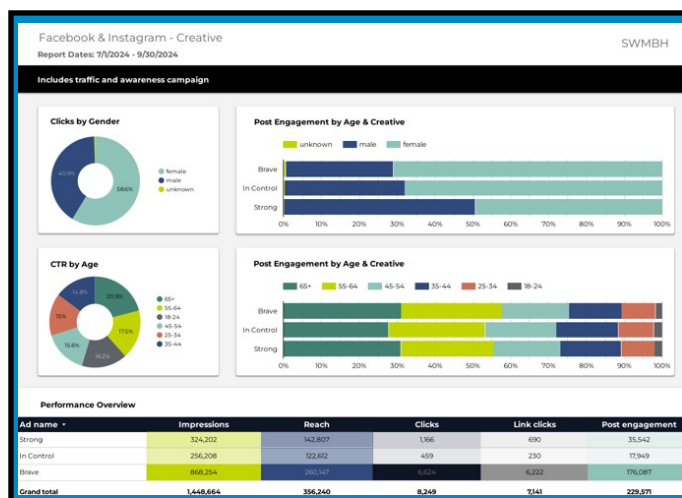 Facebook & Instagram - Creative
SWMBH
Report Dates: 7/1/2024 - 9/30/2024
Includes traffic and awareness campaign
Clicks by Gender
40.9%
58.6%
female
male
unknown
Post Engagement by Age & Creative
unknown male female
Brave
In Control
Strong
0% 10% 20% 30% 40% 50% 60% 70% 80% 90% 100%
CTR by Age
14.8%
20.9%
15%
17.5%
15.6%
16.2%
65+
55-64
18-24
45-54
25-34
35-44
Post Engagement by Age & Creative
65+ 55-64 45-54 35-44 25-34 18-24
Brave
In Control
Strong
0% 10% 20% 30% 40% 50% 60% 70% 80% 90% 100%
Performance Overview
Ad name Impressions Reach Clicks Link clicks Post engagement
Strong 324,202 142,807 1,166 690 35,542
In Control 256,208 122,612 459 230 17,949
Brave 868,254 260,147 6,624 6,222 176,087
Grand total 1,448,664 356,240 8,249 7,141 229,571